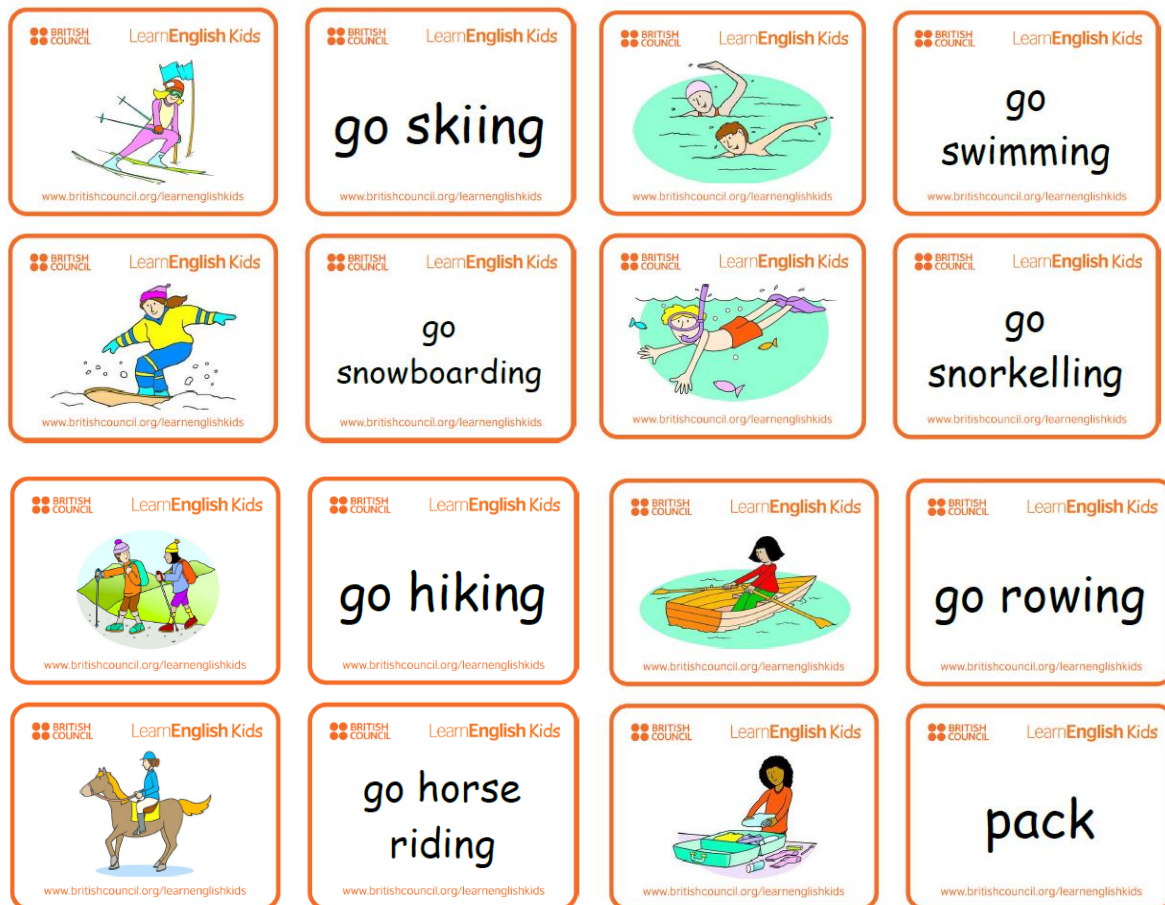 BRITISH
COUNCIL
LearnEnglish Kids
www.britishcouncil.org/learnenglishkids
BRITISH
COUNCIL
LearnEnglish Kids
go skiing
www.britishcouncil.org/learnenglishkids
BRITISH
COUNCIL
LearnEnglish Kids
www.britishcouncil.org/learnenglishkids
BRITISH
COUNCIL
LearnEnglish Kids
go
swimming
www.britishcouncil.org/learnenglishkids
BRITISH
COUNCIL
LearnEnglish Kids
www.britishcouncil.org/learnenglishkids
BRITISH
COUNCIL
LearnEnglish Kids
go
snowboarding
www.britishcouncil.org/learnenglishkids
BRITISH
COUNCIL
LearnEnglish Kids
www.britishcouncil.org/learnenglishkids
BRITISH
COUNCIL
LearnEnglish Kids
go
snorkelling
www.britishcouncil.org/learnenglishkids
BRITISH
COUNCIL
LearnEnglish Kids
www.britishcouncil.org/learnenglishkids
BRITISH
COUNCIL
LearnEnglish Kids
go hiking
www.britishcouncil.org/learnenglishkids
BRITISH
COUNCIL
LearnEnglish Kids
www.britishcouncil.org/learnenglishkids
BRITISH
COUNCIL
LearnEnglish Kids
go rowing
www.britishcouncil.org/learnenglishkids
BRITISH
COUNCIL
LearnEnglish Kids
www.britishcouncil.org/learnenglishkids
BRITISH
COUNCIL
LearnEnglish Kids
go horse
riding
www.britishcouncil.org/learnenglishkids
BRITISH
COUNCIL
LearnEnglish Kids
www.britishcouncil.org/learnenglishkids
BRITISH
COUNCIL
LearnEnglish Kids
pack
www.britishcouncil.org/learnenglishkids